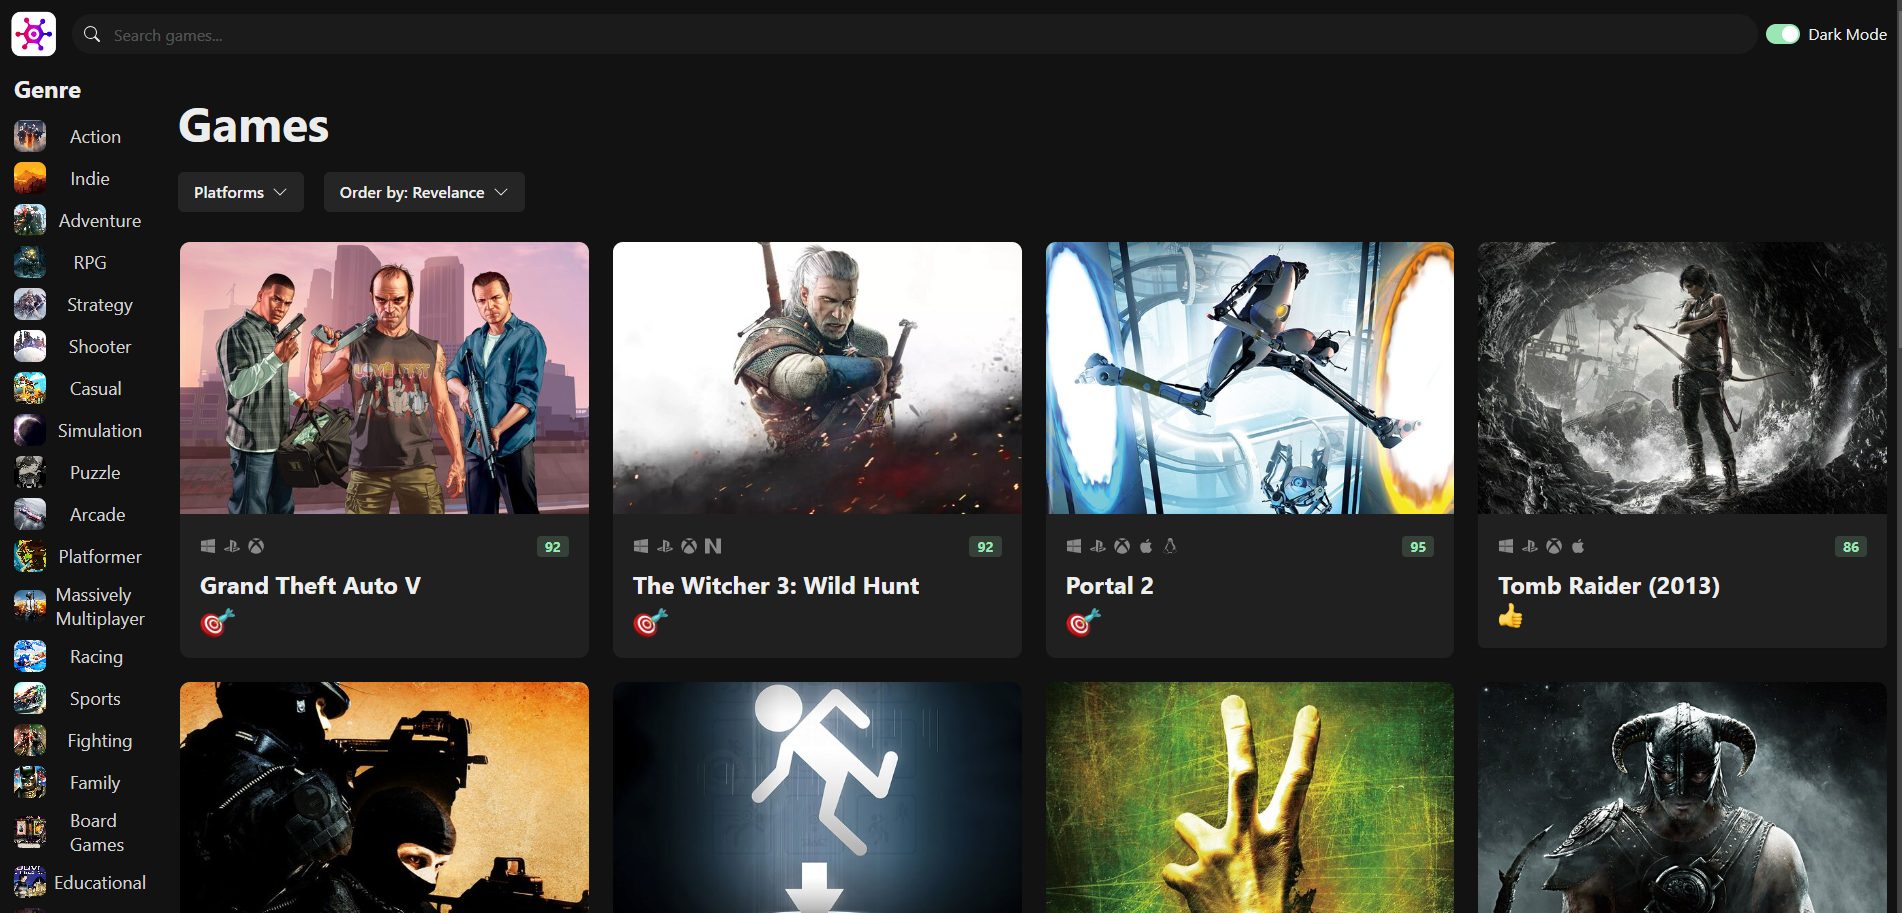 Search games...
Dark Mode
Genre
Action
Indie
Adventure
RPG
Strategy
Shooter
Casual
Simulation
Puzzle
Arcade
Platformer
Massively
Multiplayer
Racing
Sports
Fighting
Family
Board
Games
Educational
Games
Platforms
Order by: Revelance
92
Grand Theft Auto V
92
The Witcher 3: Wild Hunt
95
Portal 2
86
Tomb Raider (2013)